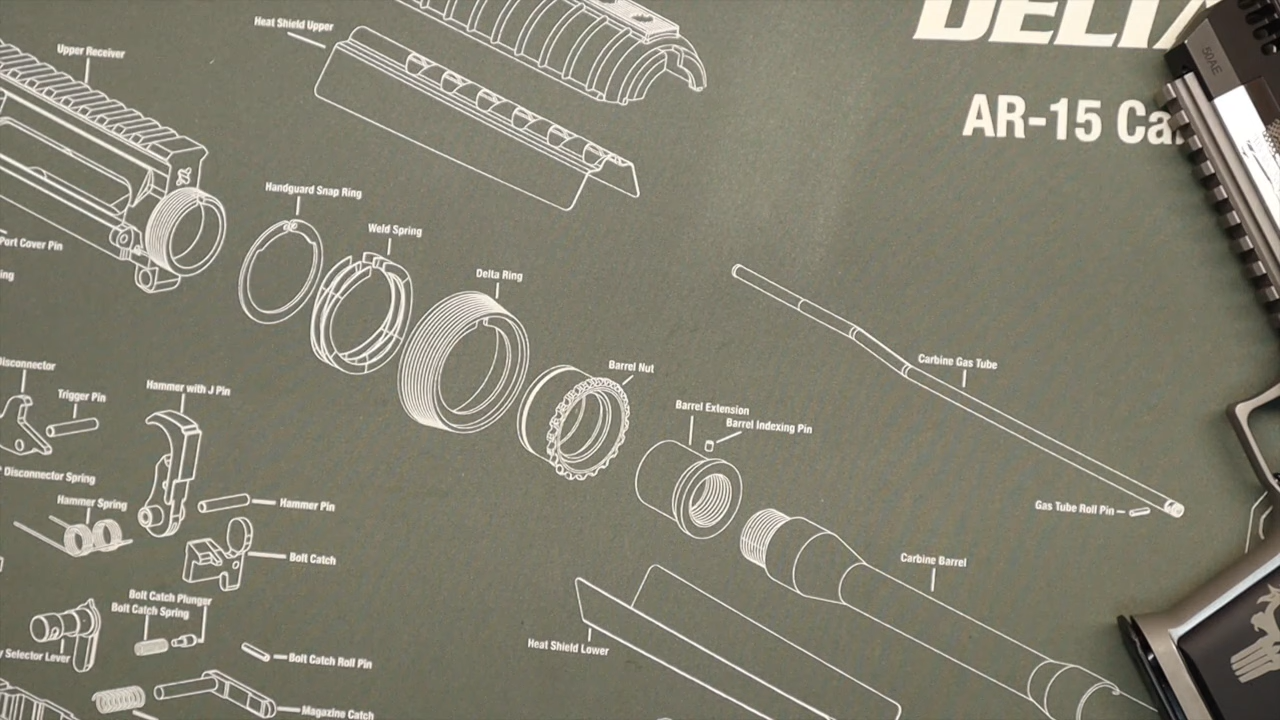 DELTA
50AE
AR-15 Ca
Heat Shield Upper
Upper Receiver
Handguard Snap Ring
Weld Spring
Port Cover Pin
ing
Delta Ring
Barrel Nut
Carbine Gas Tube
Disconnector
Trigger Pin
Hammer with J Pin
Barrel Extension
Barrel Indexing Pin
Disconnector Spring
Hammer Spring
Hammer Pin
Gas Tube Roll Pin
Bolt Catch
Carbine Barrel
Bolt Catch Plunger
Bolt Catch Spring
Heat Shield Lower
y Selector Lever
Bolt Catch Roll Pin
Magazine Catch